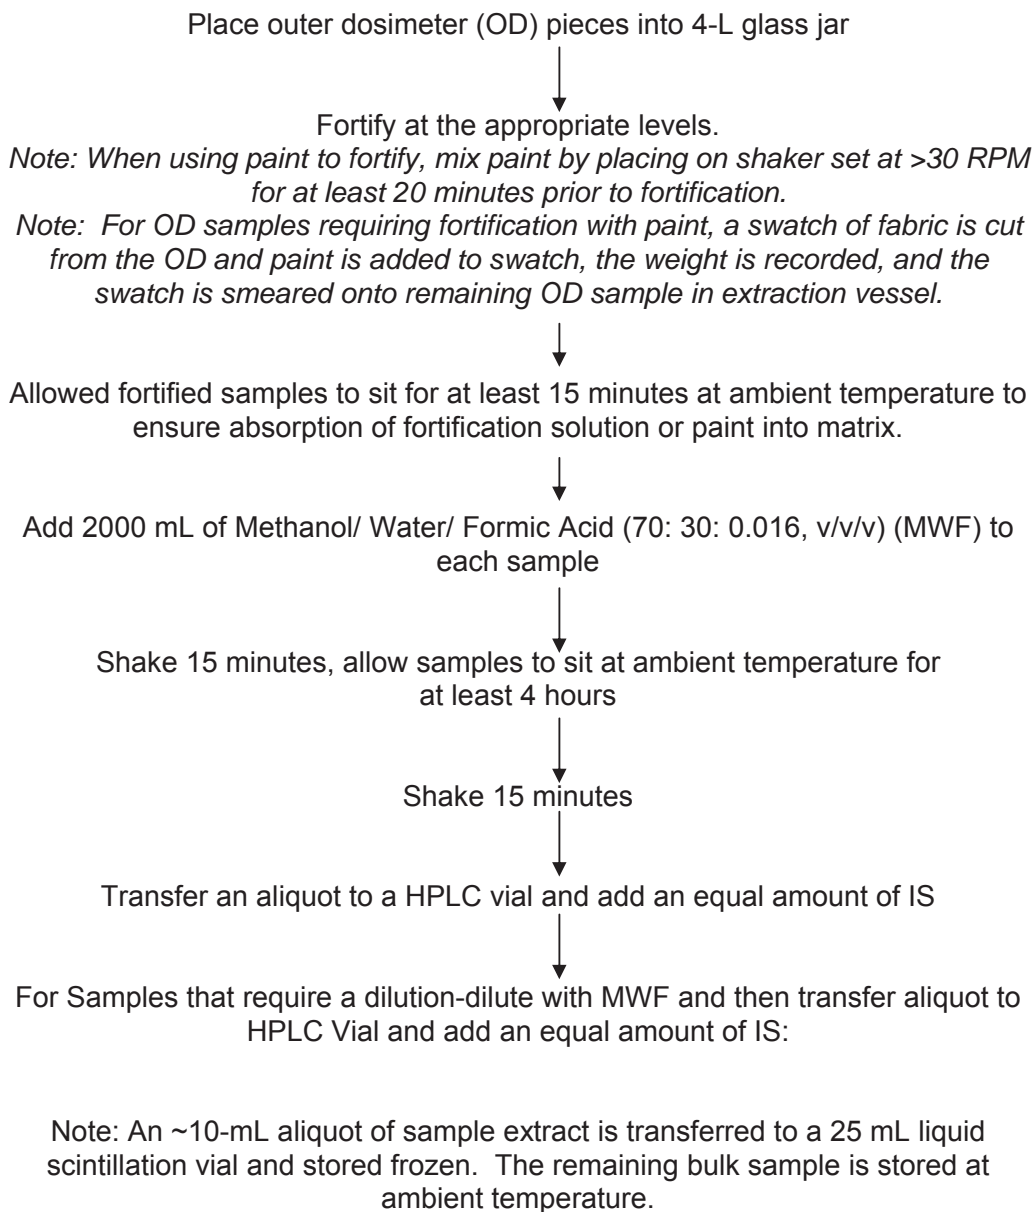 Place outer dosimeter (OD) pieces into 4-L glass jar
Fortify at the appropriate levels.
Note: When using paint to fortify, mix paint by placing on shaker set at >30 RPM
for at least 20 minutes prior to fortification.
Note:  For OD samples requiring fortification with paint, a swatch of fabric is cut
from the OD and paint is added to swatch, the weight is recorded, and the
swatch is smeared onto remaining OD sample in extraction vessel.
Allowed fortified samples to sit for at least 15 minutes at ambient temperature to
ensure absorption of fortification solution or paint into matrix.
Add 2000 mL of Methanol/ Water/ Formic Acid (70: 30: 0.016, v/v/v) (MWF) to
each sample
Shake 15 minutes, allow samples to sit at ambient temperature for
at least 4 hours
Shake 15 minutes
Transfer an aliquot to a HPLC vial and add an equal amount of IS
For Samples that require a dilution-dilute with MWF and then transfer aliquot to
HPLC Vial and add an equal amount of IS:
Note: An ~10-mL aliquot of sample extract is transferred to a 25 mL liquid
scintillation vial and stored frozen.  The remaining bulk sample is stored at
ambient temperature.